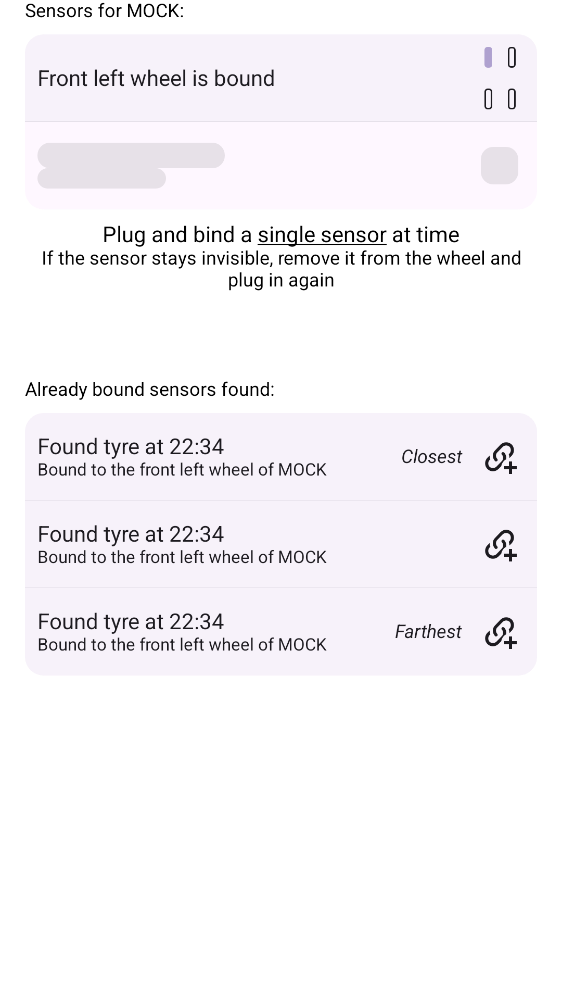 Sensors for MOCK:
Front left wheel is bound
Plug and bind a single sensor at time
If the sensor stays invisible, remove it from the wheel and
plug in again
Already bound sensors found:
Found tyre at 22:34
Bound to the front left wheel of MOCK
Closest
Found tyre at 22:34
Bound to the front left wheel of MOCK
Found tyre at 22:34
Bound to the front left wheel of MOCK
Farthest